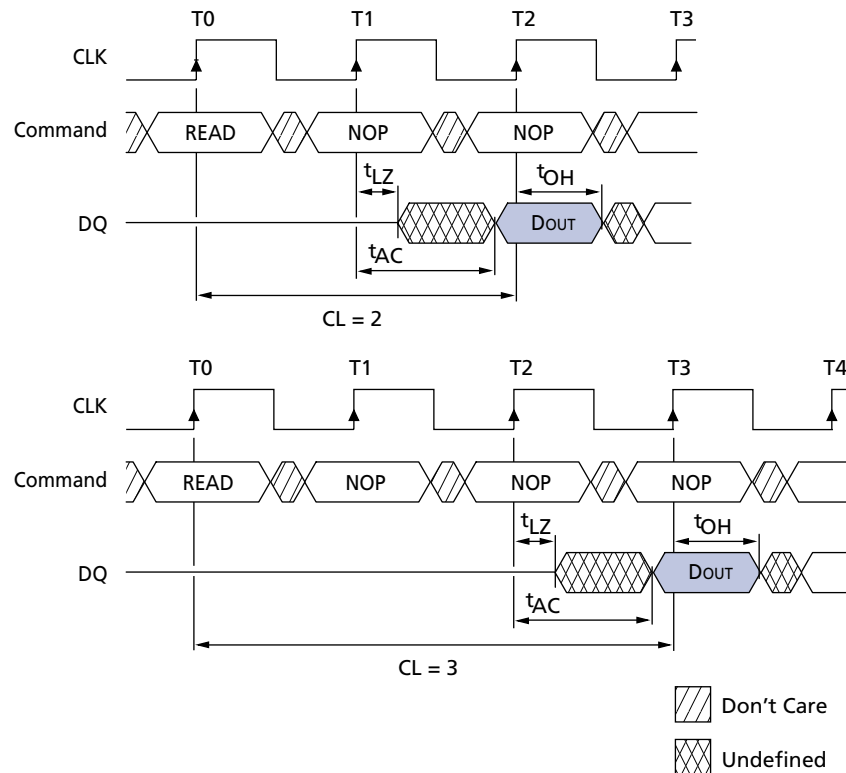 T0 T1 T2 T3
CLK
Command READ NOP NOP
tLZ tOH
DQ DOUT
tAC
CL = 2
T0 T1 T2 T3 T4
CLK
Command READ NOP NOP NOP
tLZ tOH
DQ DOUT
tAC
CL = 3
Don't Care
Undefined